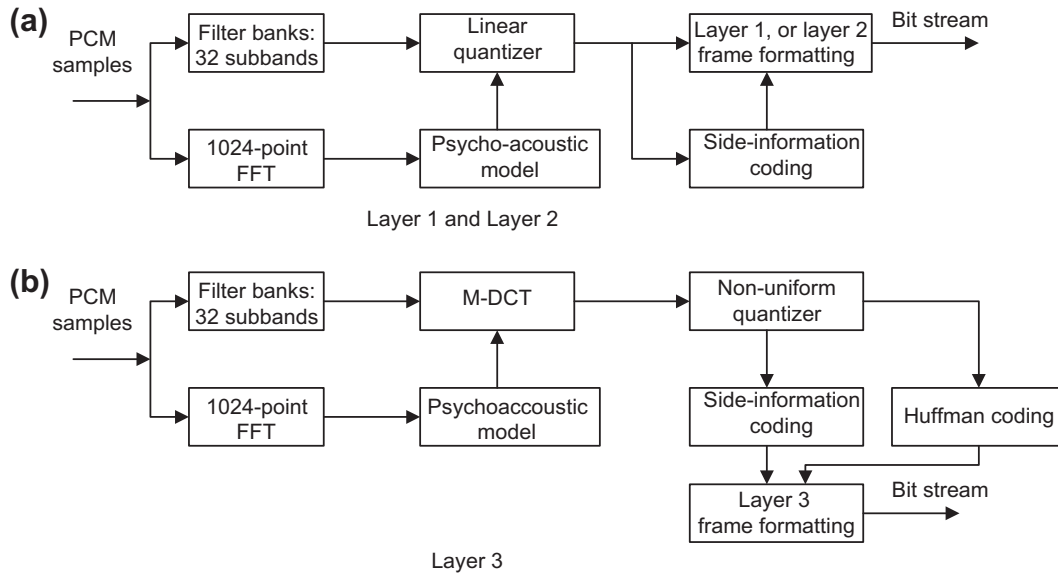 (a)
PCM
samples
Filter banks:
32 subbands
Linear
quantizer
Layer 1, or layer 2
frame formatting
Bit stream
1024-point
FFT
Psycho-acoustic
model
Side-information
coding
Layer 1 and Layer 2
(b)
PCM
samples
Filter banks:
32 subbands
M-DCT
Non-uniform
quantizer
1024-point
FFT
Psychoaccoustic
model
Side-information
coding
Huffman coding
Layer 3
frame formatting
Bit stream
Layer 3